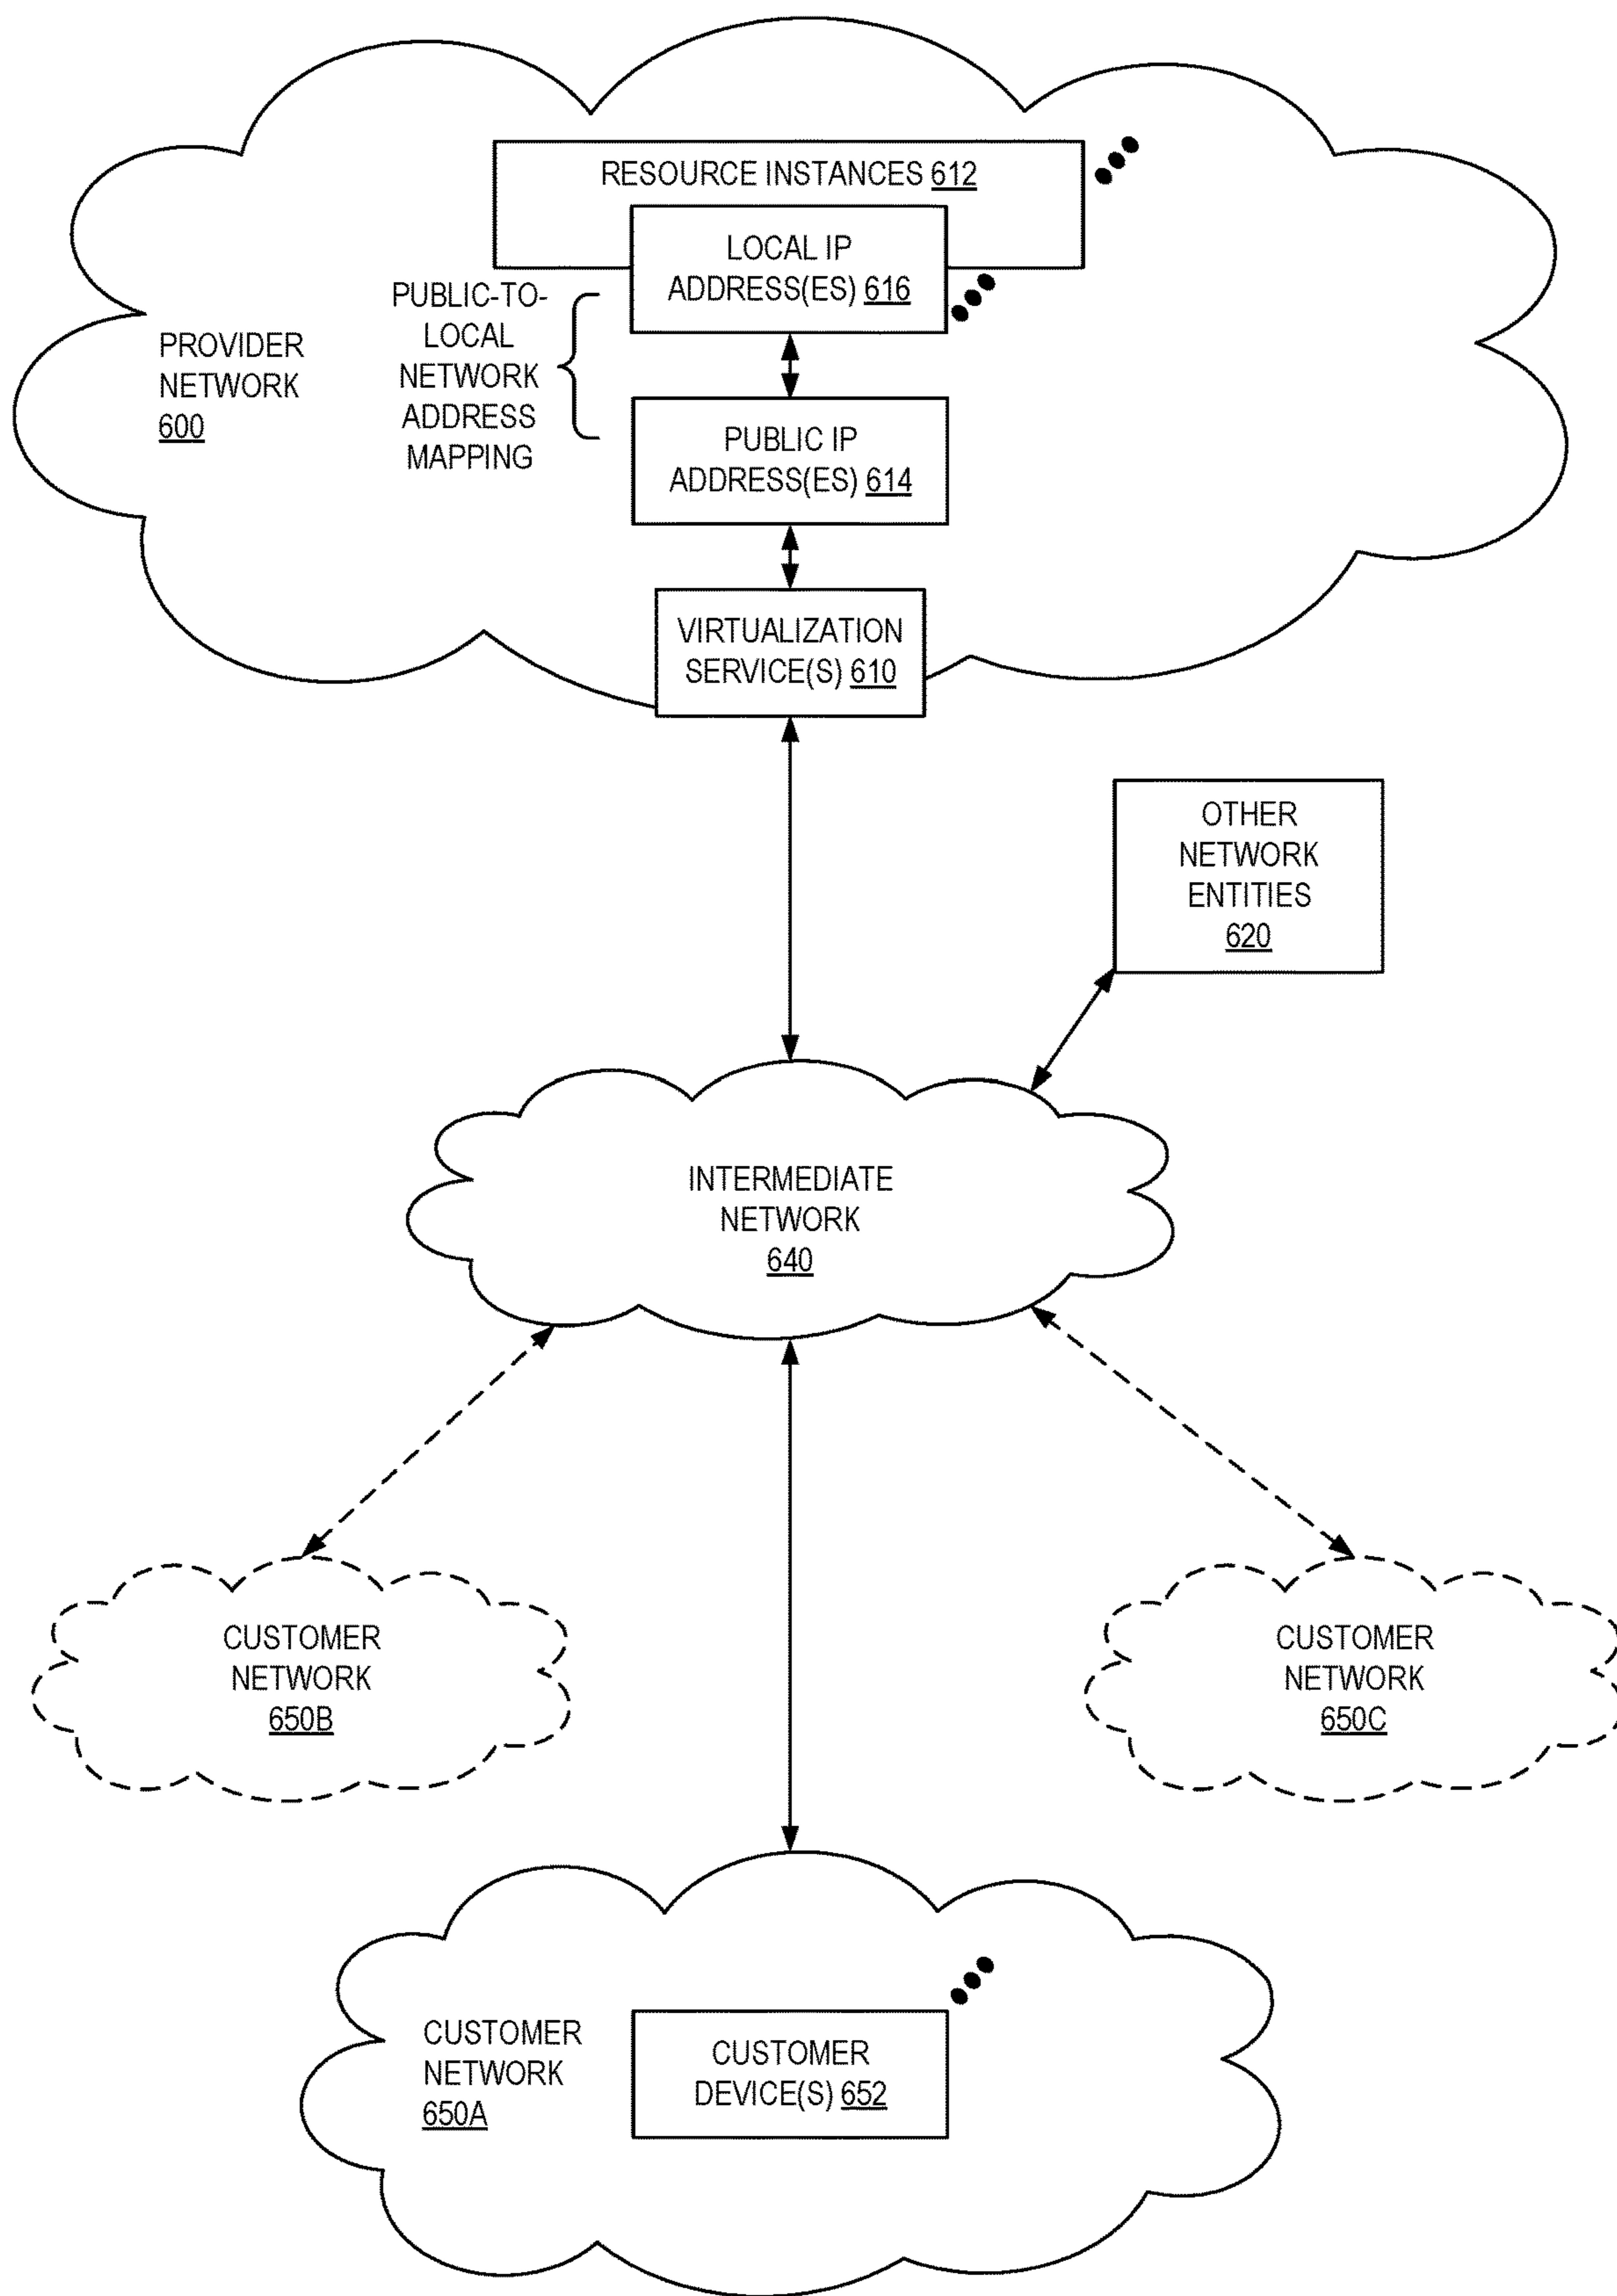 RESOURCE INSTANCES 612
LOCAL IP
ADDRESS(ES) 616
PUBLIC-TO-
LOCAL
NETWORK
ADDRESS
MAPPING
PROVIDER
NETWORK
600
PUBLIC IP
ADDRESS(ES) 614
VIRTUALIZATION
SERVICE(S) 610
OTHER
NETWORK
ENTITIES
620
INTERMEDIATE
NETWORK
640
CUSTOMER
NETWORK
650B
CUSTOMER
NETWORK
650C
CUSTOMER
NETWORK
650A
CUSTOMER
DEVICE(S) 652